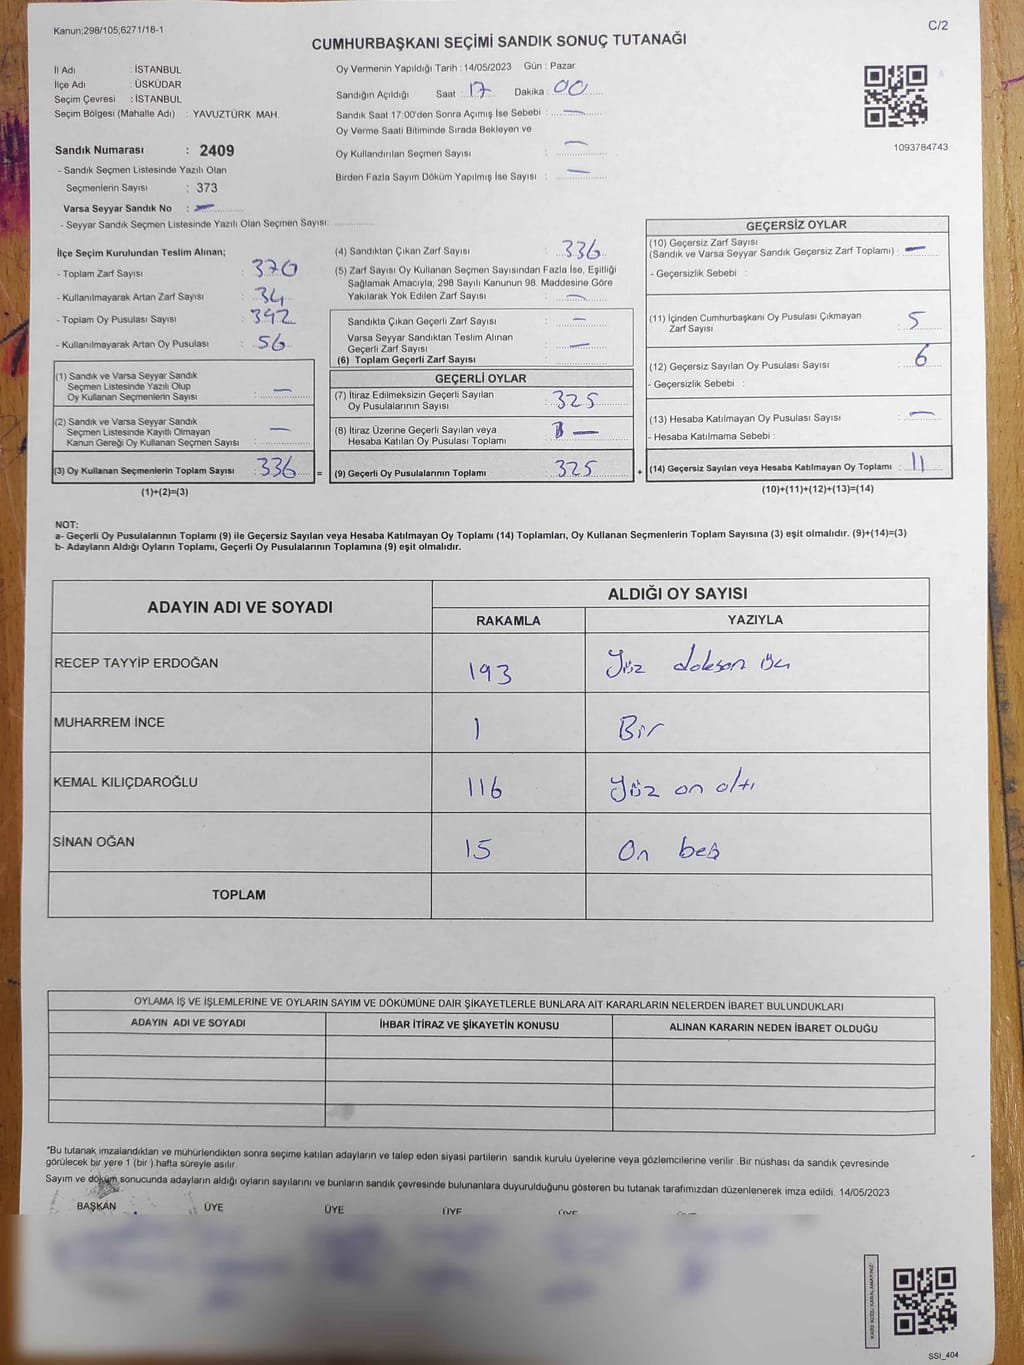 Kanun;298/105;6271/18-1
C/2
CUMHURBAŞKANI SEÇİMİ SANDIK SONUÇ TUTANAĞI
İl Adı : İSTANBUL
İlçe Adı : ÜSKÜDAR
Seçim Çevresi : İSTANBUL
Seçim Bölgesi (Mahalle Adı) : YAVUZTÜRK MAH.
Oy Vermenin Yapıldığı Tarih : 14/05/2023 Gün : Pazar
Sandığın Açıldığı Saat : 17 Dakika : 00
Sandık Saat 17:00'den Sonra Açımış İse Sebebi : —
Oy Verme Saati Bitiminde Sırada Bekleyen ve
Oy Kullandırılan Seçmen Sayısı : —
Birden Fazla Sayım Döküm Yapılmış İse Sayısı : —
1093784743
Sandık Numarası : 2409
- Sandık Seçmen Listesinde Yazılı Olan
Seçmenlerin Sayısı : 373
Varsa Seyyar Sandık No : —
- Seyyar Sandık Seçmen Listesinde Yazılı Olan Seçmen Sayısı:
İlçe Seçim Kurulundan Teslim Alınan;
- Toplam Zarf Sayısı : 370
- Kullanılmayarak Artan Zarf Sayısı : 34
- Toplam Oy Pusulası Sayısı : 392
- Kullanılmayarak Artan Oy Pusulası : 56
(1) Sandık ve Varsa Seyyar Sandık
Seçmen Listesinde Yazılı Olup
Oy Kullanan Seçmenlerin Sayısı : —
(2) Sandık ve Varsa Seyyar Sandık
Seçmen Listesinde Kayıtlı Olmayan
Kanun Gereği Oy Kullanan Seçmen Sayısı : —
(3) Oy Kullanan Seçmenlerin Toplam Sayısı : 336 =
(1)+(2)=(3)
(4) Sandıktan Çıkan Zarf Sayısı : 336
(5) Zarf Sayısı Oy Kullanan Seçmen Sayısından Fazla İse, Eşitliği
Sağlamak Amacıyla; 298 Sayılı Kanunun 98. Maddesine Göre
Yakılarak Yok Edilen Zarf Sayısı : —
Sandıkta Çıkan Geçerli Zarf Sayısı : —
Varsa Seyyar Sandıktan Teslim Alınan
Geçerli Zarf Sayısı : —
(6) Toplam Geçerli Zarf Sayısı :
GEÇERLİ OYLAR
(7) İtiraz Edilmeksizin Geçerli Sayılan
Oy Pusulalarının Sayısı : 325
(8) İtiraz Üzerine Geçerli Sayılan veya
Hesaba Katılan Oy Pusulası Toplamı : —
(9) Geçerli Oy Pusulalarının Toplamı : 325 +
GEÇERSİZ OYLAR
(10) Geçersiz Zarf Sayısı
(Sandık ve Varsa Seyyar Sandık Geçersiz Zarf Toplamı) : —
- Geçersizlik Sebebi :
(11) İçinden Cumhurbaşkanı Oy Pusulası Çıkmayan
Zarf Sayısı : 5
(12) Geçersiz Sayılan Oy Pusulası Sayısı : 6
- Geçersizlik Sebebi :
(13) Hesaba Katılmayan Oy Pusulası Sayısı : —
- Hesaba Katılmama Sebebi :
(14) Geçersiz Sayılan veya Hesaba Katılmayan Oy Toplamı : 11
(10)+(11)+(12)+(13)=(14)
NOT:
a- Geçerli Oy Pusulalarının Toplamı (9) ile Geçersiz Sayılan veya Hesaba Katılmayan Oy Toplamı (14) Toplamları, Oy Kullanan Seçmenlerin Toplam Sayısına (3) eşit olmalıdır. (9)+(14)=(3)
b- Adayların Aldığı Oyların Toplamı, Geçerli Oy Pusulalarının Toplamına (9) eşit olmalıdır.
ADAYIN ADI VE SOYADI
ALDIĞI OY SAYISI
RAKAMLA YAZIYLA
RECEP TAYYİP ERDOĞAN 193 Yüz doksan üç
MUHARREM İNCE 1 Bir
KEMAL KILIÇDAROĞLU 116 Yüz on altı
SİNAN OĞAN 15 On beş
TOPLAM
OYLAMA İŞ VE İŞLEMLERİNE VE OYLARIN SAYIM VE DÖKÜMÜNE DAİR ŞİKAYETLERLE BUNLARA AİT KARARLARIN NELERDEN İBARET BULUNDUKLARI
ADAYIN ADI VE SOYADI İHBAR İTİRAZ VE ŞİKAYETİN KONUSU ALINAN KARARIN NEDEN İBARET OLDUĞU
*Bu tutanak imzalandıktan ve mühürlendikten sonra seçime katılan adayların ve talep eden siyasi partilerin sandık kurulu üyelerine veya gözlemcilerine verilir. Bir nüshası da sandık çevresinde
görülecek bir yere 1 (bir ) hafta süreyle asılır.
Sayım ve döküm sonucunda adayların aldığı oyların sayılarını ve bunların sandık çevresinde bulunanlara duyurulduğunu gösteren bu tutanak tarafımızdan düzenlenerek imza edildi. 14/05/2023
BAŞKAN ÜYE ÜYE ÜYE ÜYE
KARE KODU KARALAMAYINIZ!
SSI_404